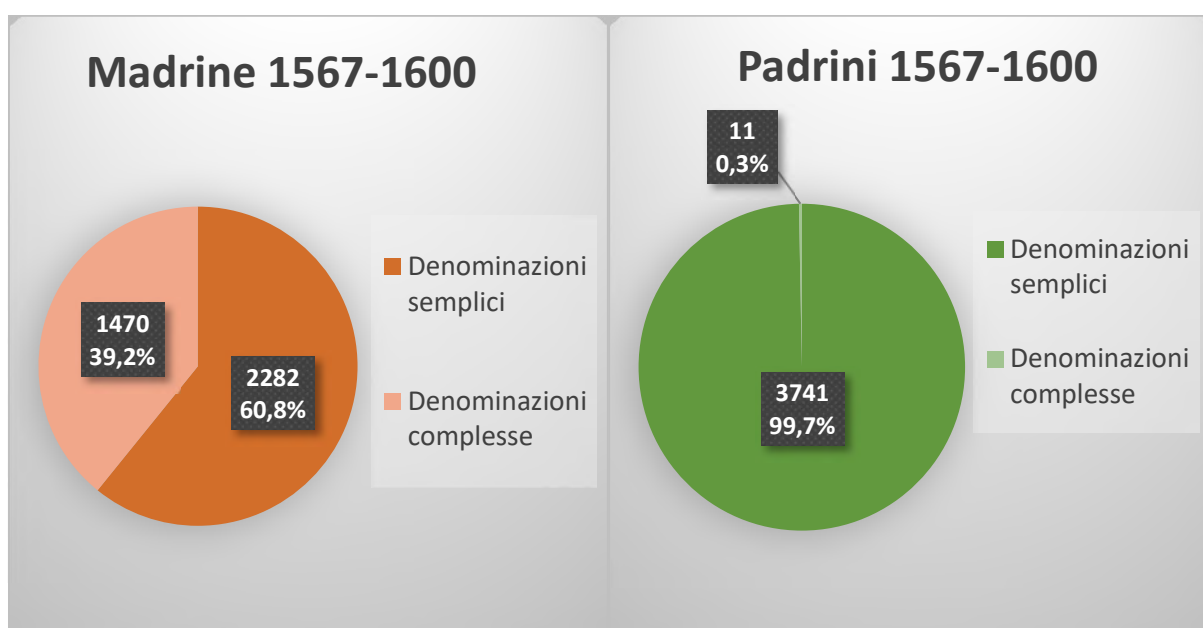 Madrine 1567-1600
1470
39,2%
2282
60,8%
Denominazioni
semplici
Denominazioni
complesse
Padrini 1567-1600
11
0,3%
3741
99,7%
Denominazioni
semplici
Denominazioni
complesse